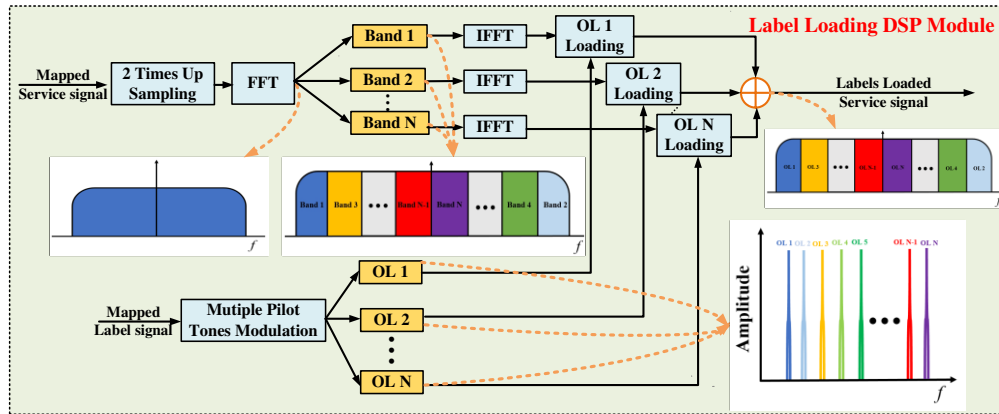 Label Loading DSP Module
Mapped
Service signal
2 Times Up
Sampling
FFT
Band 1
Band 2
Band N
IFFT
IFFT
IFFT
OL 1
Loading
OL 2
Loading
OL N
Loading
Labels Loaded
Service signal
f
Band 1
Band 3
Band N-1
Band N
Band 4
Band 2
f
OL 1
OL 3
OL N-1
OL N
OL 4
OL 2
f
Mapped
Label signal
Mutiple Pilot
Tones Modulation
OL 1
OL 2
OL N
Amplitude
OL 1
OL 2
OL 3
OL 4
OL 5
OL N-1
OL N
f